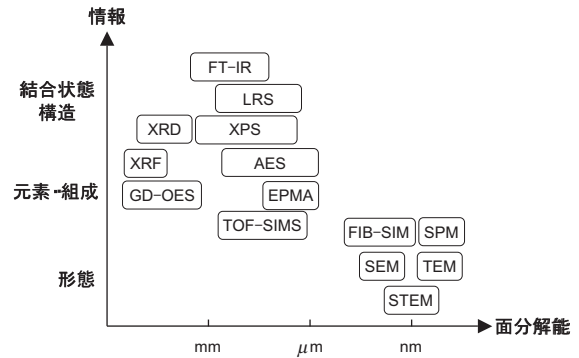 情報
FT-IR
結合状態
構造
LRS
XRD
XPS
XRF
AES
元素･組成
GD-OES
EPMA
TOF-SIMS
FIB-SIM
SPM
形態
SEM
TEM
STEM
面分解能
mm
μm
nm